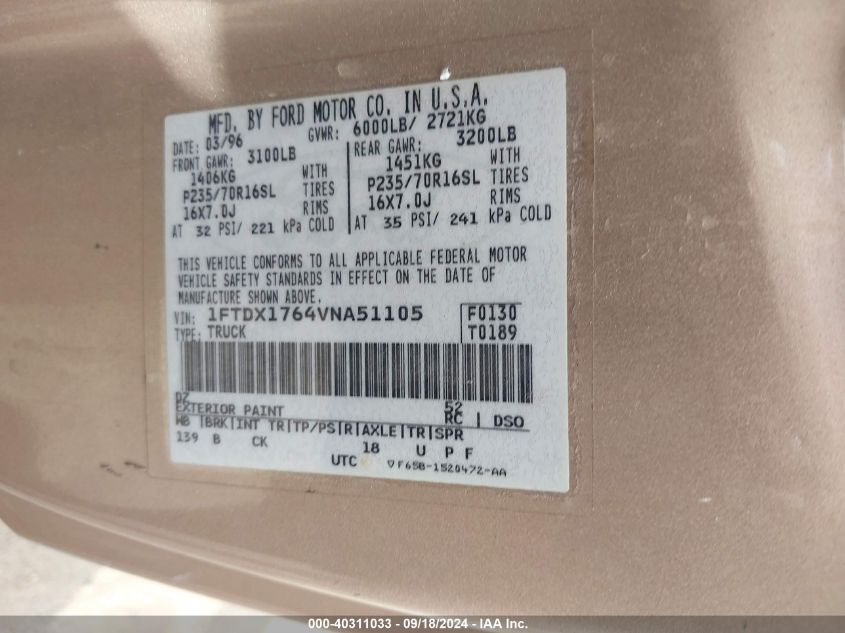 MFD. BY FORD MOTOR CO. IN U.S.A.
DATE: 03/96 GVWR: 6000LB/ 2721KG
FRONT GAWR: 3100LB REAR GAWR: 3200LB
1406KG WITH 1451KG WITH
P235/70R16SL TIRES P235/70R16SL TIRES
16X7.0J RIMS 16X7.0J RIMS
AT 32 PSI/ 221 kPa COLD AT 35 PSI/ 241 kPa COLD
THIS VEHICLE CONFORMS TO ALL APPLICABLE FEDERAL MOTOR
VEHICLE SAFETY STANDARDS IN EFFECT ON THE DATE OF
MANUFACTURE SHOWN ABOVE.
VIN: 1FTDX1764VNA51105 F0130
TYPE: TRUCK T0189
DZ 52
EXTERIOR PAINT RC DSO
WB BRK INT TR TP/PS R AXLE TR SPR
139 B CK 18 U P F
UTC F65B-1520472-AA
000-40311033 - 09/18/2024 - IAA, Inc.